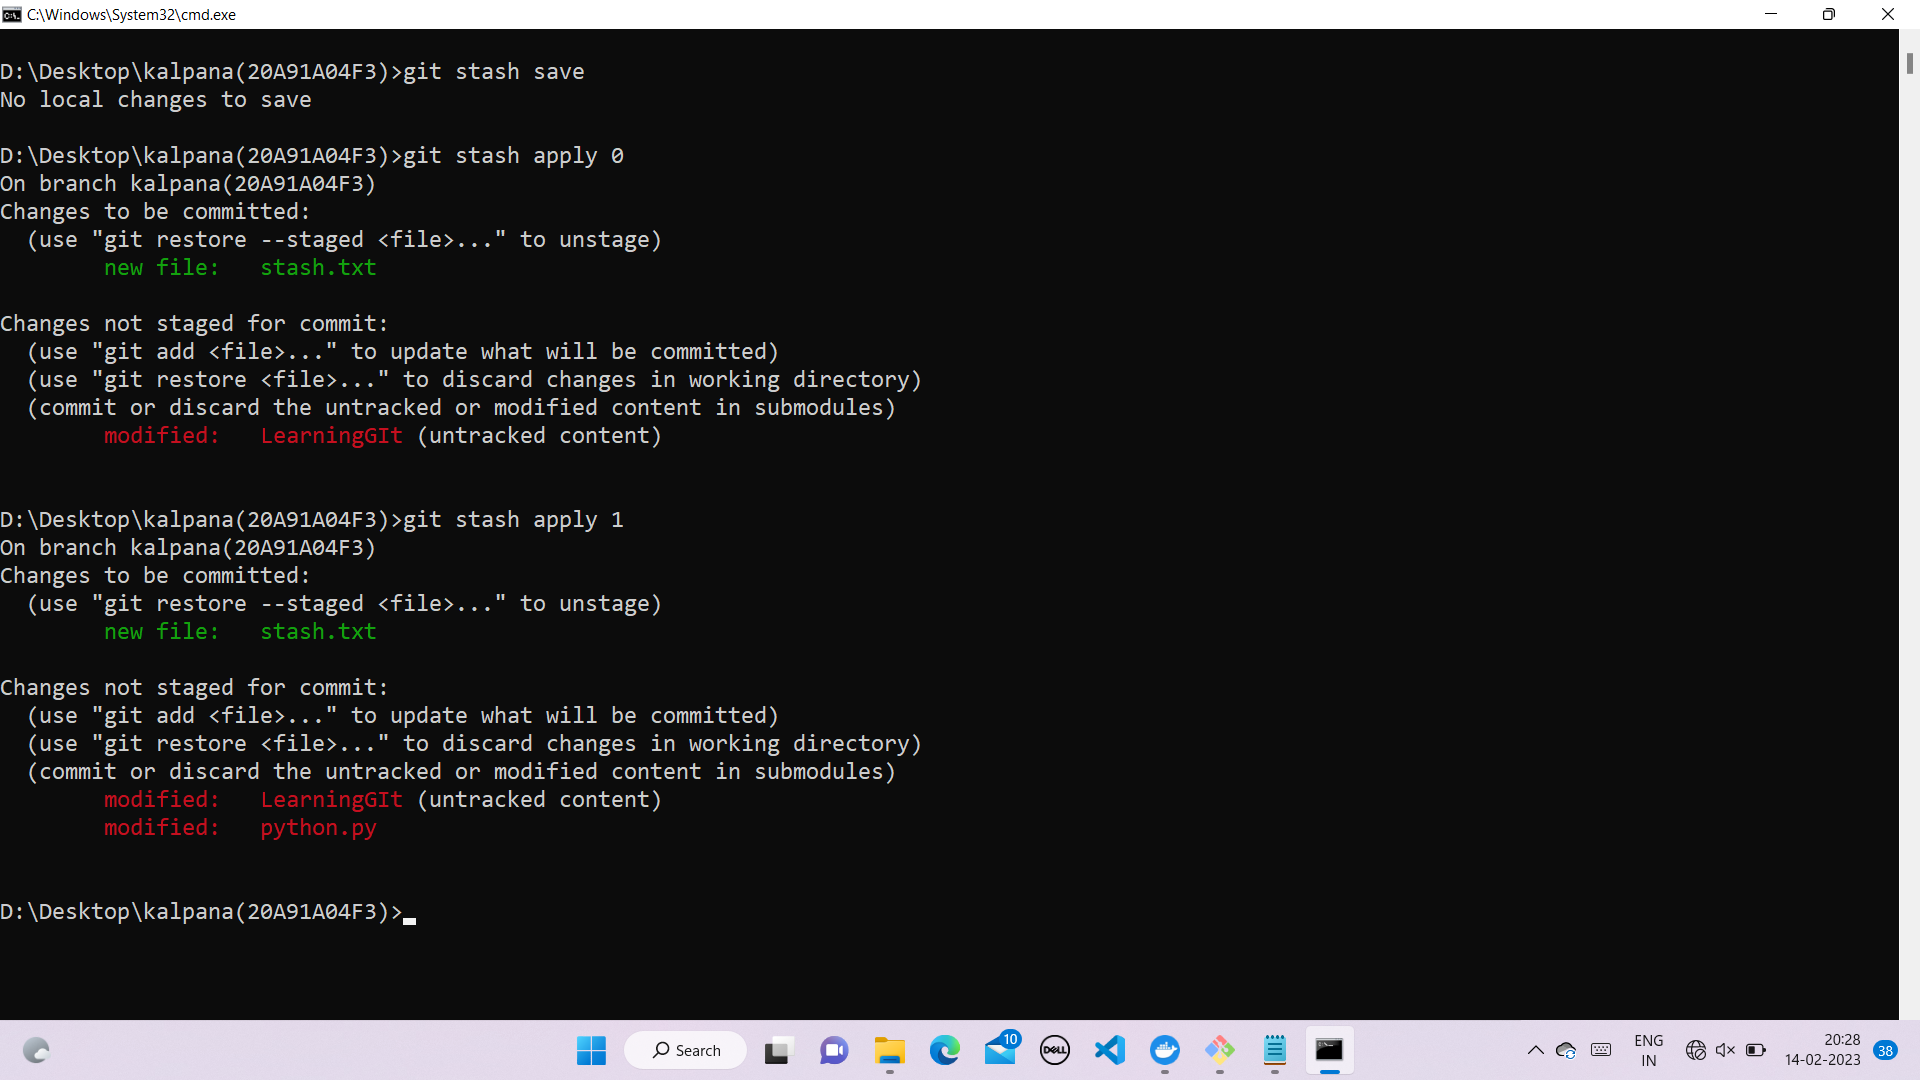 C:\Windows\System32\cmd.exe
D:\Desktop\kalpana(20A91A04F3)>git stash save
No local changes to save
D:\Desktop\kalpana(20A91A04F3)>git stash apply 0
On branch kalpana(20A91A04F3)
Changes to be committed:
  (use "git restore --staged <file>..." to unstage)
        new file:   stash.txt
Changes not staged for commit:
  (use "git add <file>..." to update what will be committed)
  (use "git restore <file>..." to discard changes in working directory)
  (commit or discard the untracked or modified content in submodules)
        modified:   LearningGIt (untracked content)
D:\Desktop\kalpana(20A91A04F3)>git stash apply 1
On branch kalpana(20A91A04F3)
Changes to be committed:
  (use "git restore --staged <file>..." to unstage)
        new file:   stash.txt
Changes not staged for commit:
  (use "git add <file>..." to update what will be committed)
  (use "git restore <file>..." to discard changes in working directory)
  (commit or discard the untracked or modified content in submodules)
        modified:   LearningGIt (untracked content)
        modified:   python.py
D:\Desktop\kalpana(20A91A04F3)>
Search
10
DELL
ENG
IN
20:28
14-02-2023
38